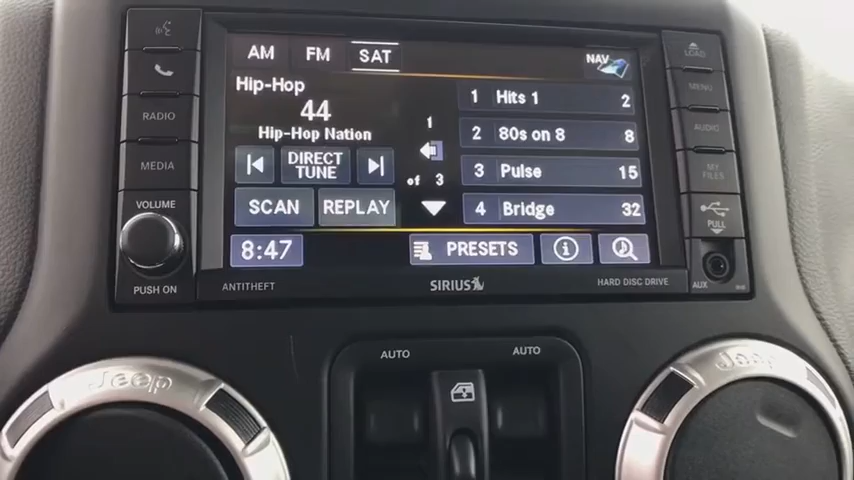 RADIO
MEDIA
VOLUME
PUSH ON
AM FM SAT
NAV
Hip-Hop
44
Hip-Hop Nation
DIRECT
TUNE
SCAN REPLAY
1
of 3
1 Hits 1 2
2 80s on 8 8
3 Pulse 15
4 Bridge 32
8:47 PRESETS
LOAD
MENU
AUDIO
MY
FILES
PULL
AUX
ANTITHEFT
SIRIUS
HARD DISC DRIVE
AUTO AUTO
Jeep
Jeep